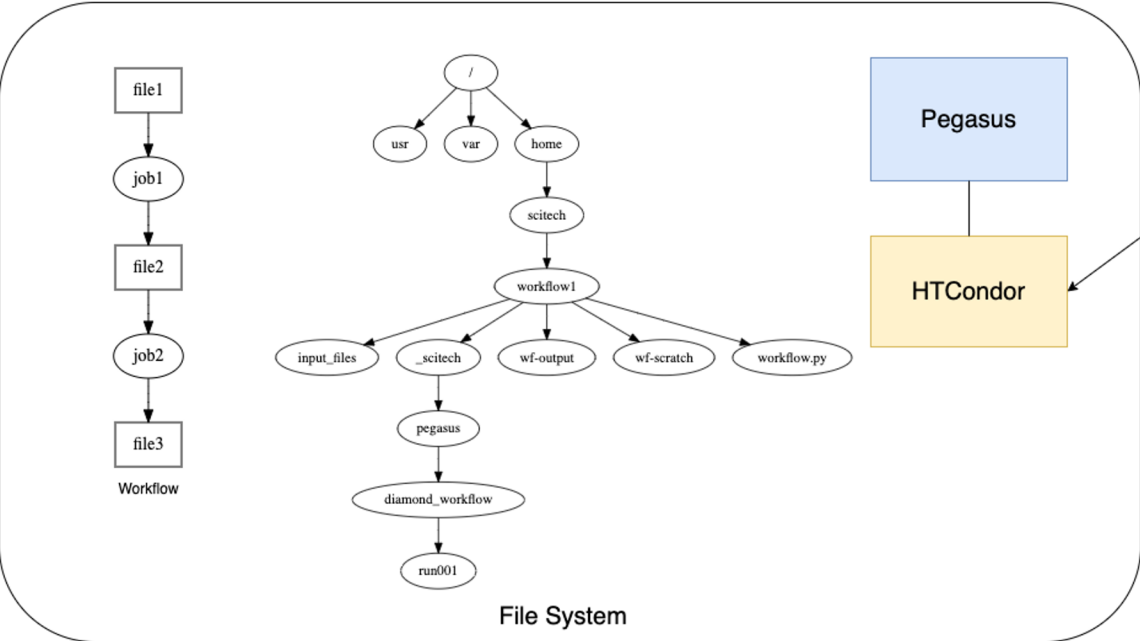 file1
job1
file2
job2
file3
Workflow
/
usr
var
home
scitech
workflow1
input_files
_scitech
wf-output
wf-scratch
workflow.py
pegasus
diamond_workflow
run001
Pegasus
HTCondor
File System